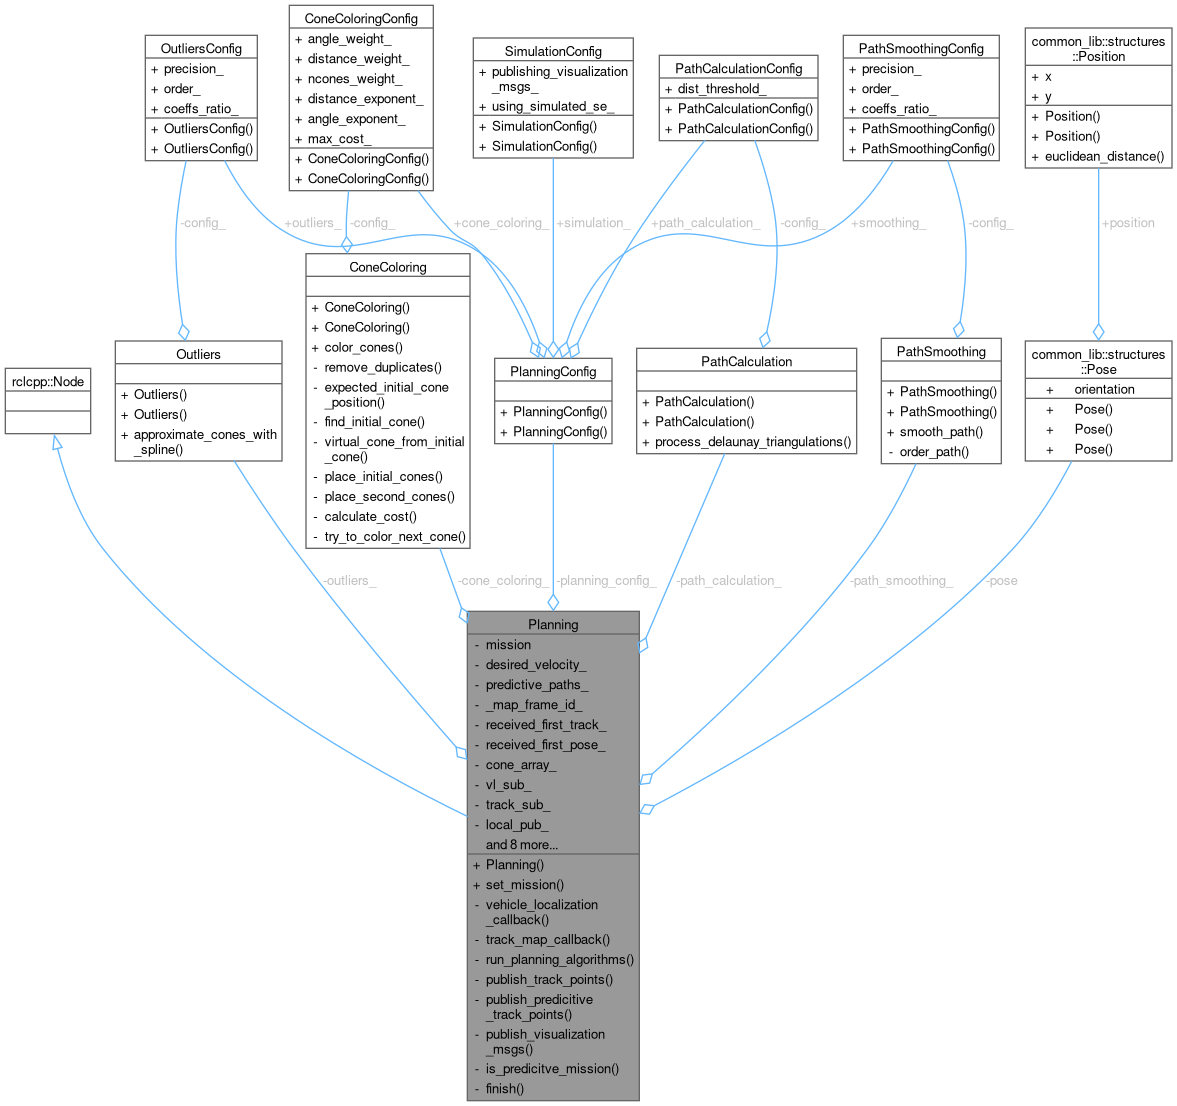 OutliersConfig
+ precision_
+ order_
+ coeffs_ratio_
+ OutliersConfig()
+ OutliersConfig()
ConeColoringConfig
+ angle_weight_
+ distance_weight_
+ ncones_weight_
+ distance_exponent_
+ angle_exponent_
+ max_cost_
+ ConeColoringConfig()
+ ConeColoringConfig()
SimulationConfig
+ publishing_visualization
_msgs_
+ using_simulated_se_
+ SimulationConfig()
+ SimulationConfig()
PathCalculationConfig
+ dist_threshold_
+ PathCalculationConfig()
+ PathCalculationConfig()
PathSmoothingConfig
+ precision_
+ order_
+ coeffs_ratio_
+ PathSmoothingConfig()
+ PathSmoothingConfig()
common_lib::structures
::Position
+ x
+ y
+ Position()
+ Position()
+ euclidean_distance()
-config_
+outliers_
-config_
+cone_coloring_
+simulation_
+path_calculation_
-config_
+smoothing_
-config_
+position
rclcpp::Node
Outliers
+ Outliers()
+ Outliers()
+ approximate_cones_with
_spline()
ConeColoring
+ ConeColoring()
+ ConeColoring()
+ color_cones()
- remove_duplicates()
- expected_initial_cone
_position()
- find_initial_cone()
- virtual_cone_from_initial
_cone()
- place_initial_cones()
- place_second_cones()
- calculate_cost()
- try_to_color_next_cone()
PlanningConfig
+ PlanningConfig()
+ PlanningConfig()
PathCalculation
+ PathCalculation()
+ PathCalculation()
+ process_delaunay_triangulations()
PathSmoothing
+ PathSmoothing()
+ PathSmoothing()
+ smooth_path()
- order_path()
common_lib::structures
::Pose
+ orientation
+ Pose()
+ Pose()
+ Pose()
-outliers_
-cone_coloring_
-planning_config_
-path_calculation_
-path_smoothing_
-pose
Planning
- mission
- desired_velocity_
- predictive_paths_
- _map_frame_id_
- received_first_track_
- received_first_pose_
- cone_array_
- vl_sub_
- track_sub_
- local_pub_
and 8 more...
+ Planning()
+ set_mission()
- vehicle_localization
_callback()
- track_map_callback()
- run_planning_algorithms()
- publish_track_points()
- publish_predicitive
_track_points()
- publish_visualization
_msgs()
- is_predicitve_mission()
- finish()